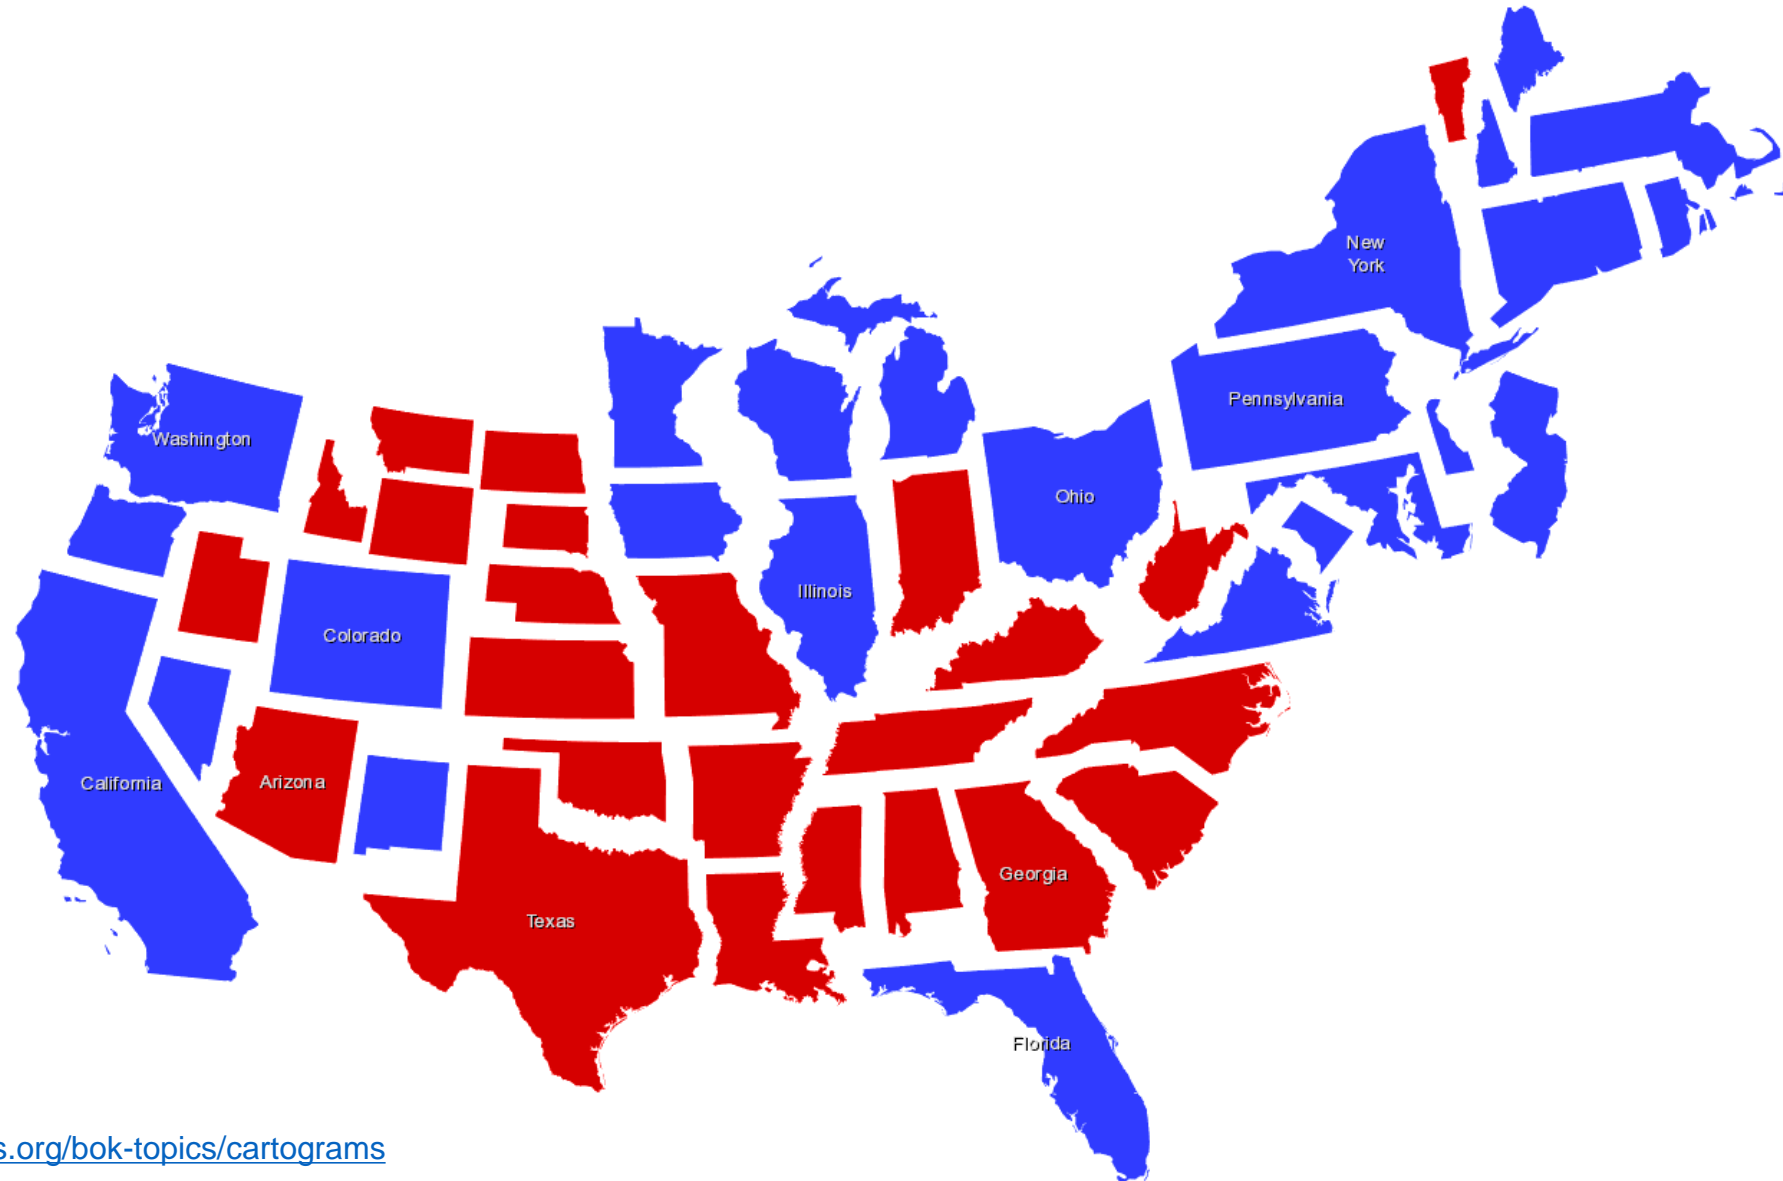 New
York
Pennsylvania
Washington
Ohio
Illinois
Colorado
California
Arizona
Georgia
Texas
Florida
s.org/bok-topics/cartograms